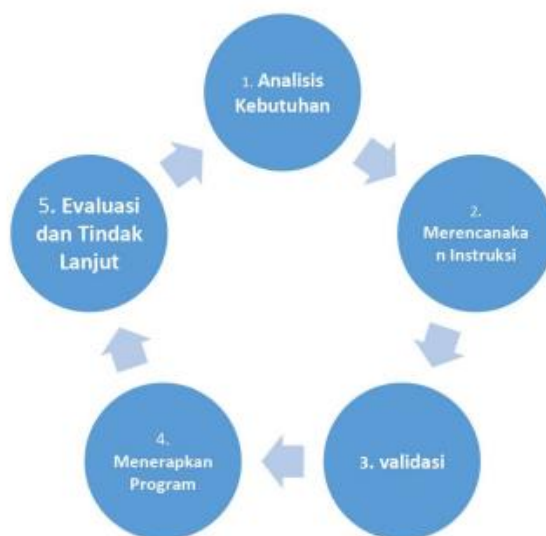 1. Analisis
Kebutuhan
2.
Merencanaka
n Instruksi
3. validasi
4.
Menerapkan
Program
5. Evaluasi
dan Tindak
Lanjut